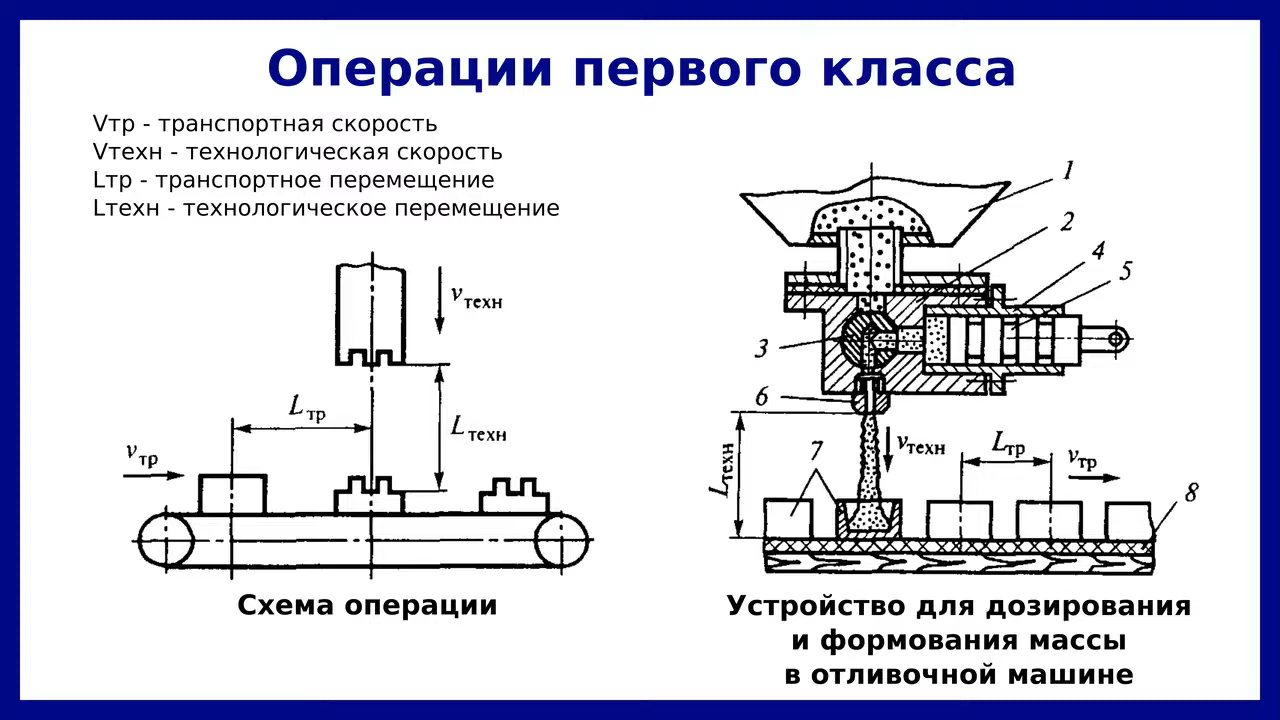 Операции первого класса
Vтр - транспортная скорость
Vтехн - технологическая скорость
Lтр - транспортное перемещение
Lтехн - технологическое перемещение
vтехн
Lтр
Lтехн
vтр
Схема операции
1
2
4
5
3
6
Lтехн
7
vтехн
Lтр
vтр
8
Устройство для дозирования
и формования массы
в отливочной машине